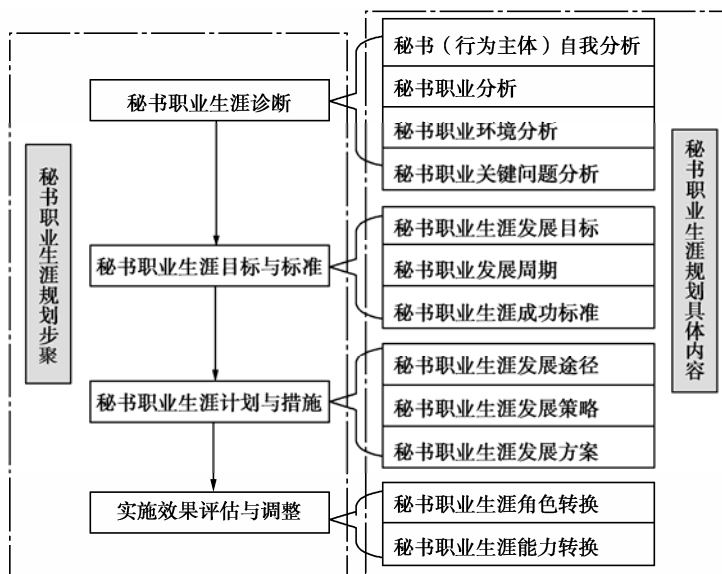 秘书职业生涯规划步聚
秘书职业生涯诊断
秘书职业生涯目标与标准
秘书职业生涯计划与措施
实施效果评估与调整
秘书（行为主体）自我分析
秘书职业分析
秘书职业环境分析
秘书职业关键问题分析
秘书职业生涯发展目标
秘书职业发展周期
秘书职业生涯成功标准
秘书职业生涯发展途径
秘书职业生涯发展策略
秘书职业生涯发展方案
秘书职业生涯角色转换
秘书职业生涯能力转换
秘书职业生涯规划具体内容